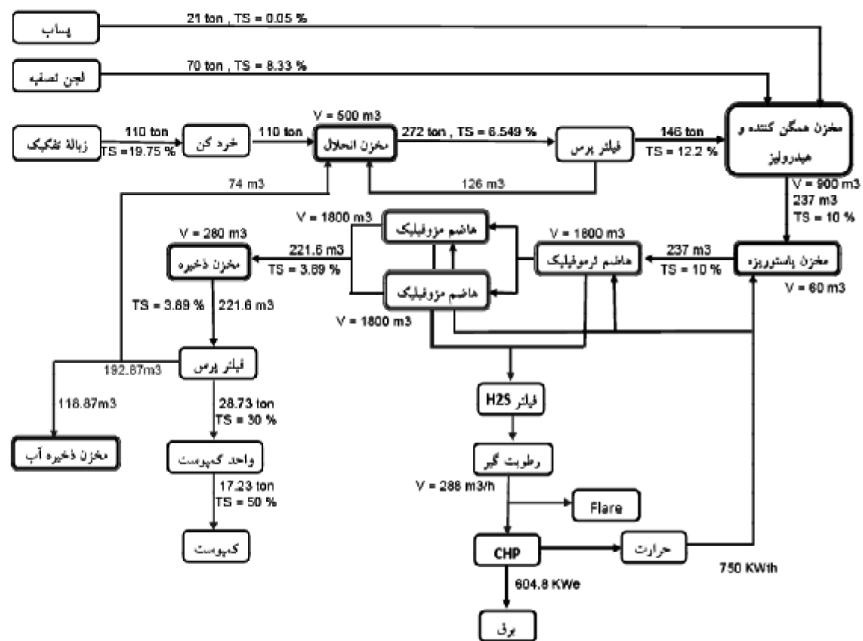 21 ton , TS = 0.05 %
پساب
70 ton , TS = 8.33 %
لجن تصفیه
V = 500 m3
110 ton
TS =19.75 %
110 ton
272 ton , TS = 6.549 %
146 ton
TS = 12.2 %
زبالۀ تفکیک
خرد کن
مخزن انحلال
فیلتر پرس
مخزن همگن کننده و
هیدرولیز
74 m3
126 m3
V = 900 m3
237 m3
TS = 10 %
V = 1800 m3
هاضم مزوفیلیک
V = 1800 m3
V = 280 m3
221.6 m3
TS = 3.89 %
237 m3
TS = 10 %
مخزن ذخیره
هاضم ترموفیلیک
مخزن پاستوریزه
هاضم مزوفیلیک
V = 60 m3
TS = 3.89 %
221.6 m3
V = 1800 m3
فیلتر پرس
192.87m3
118.87m3
28.73 ton
TS = 30 %
فیلتر H2S
مخزن ذخیره آب
واحد کمپوست
رطوبت گیر
17.23 ton
TS = 50 %
V = 288 m3/h
Flare
کمپوست
CHP
حرارت
750 KWth
604.8 KWe
برق